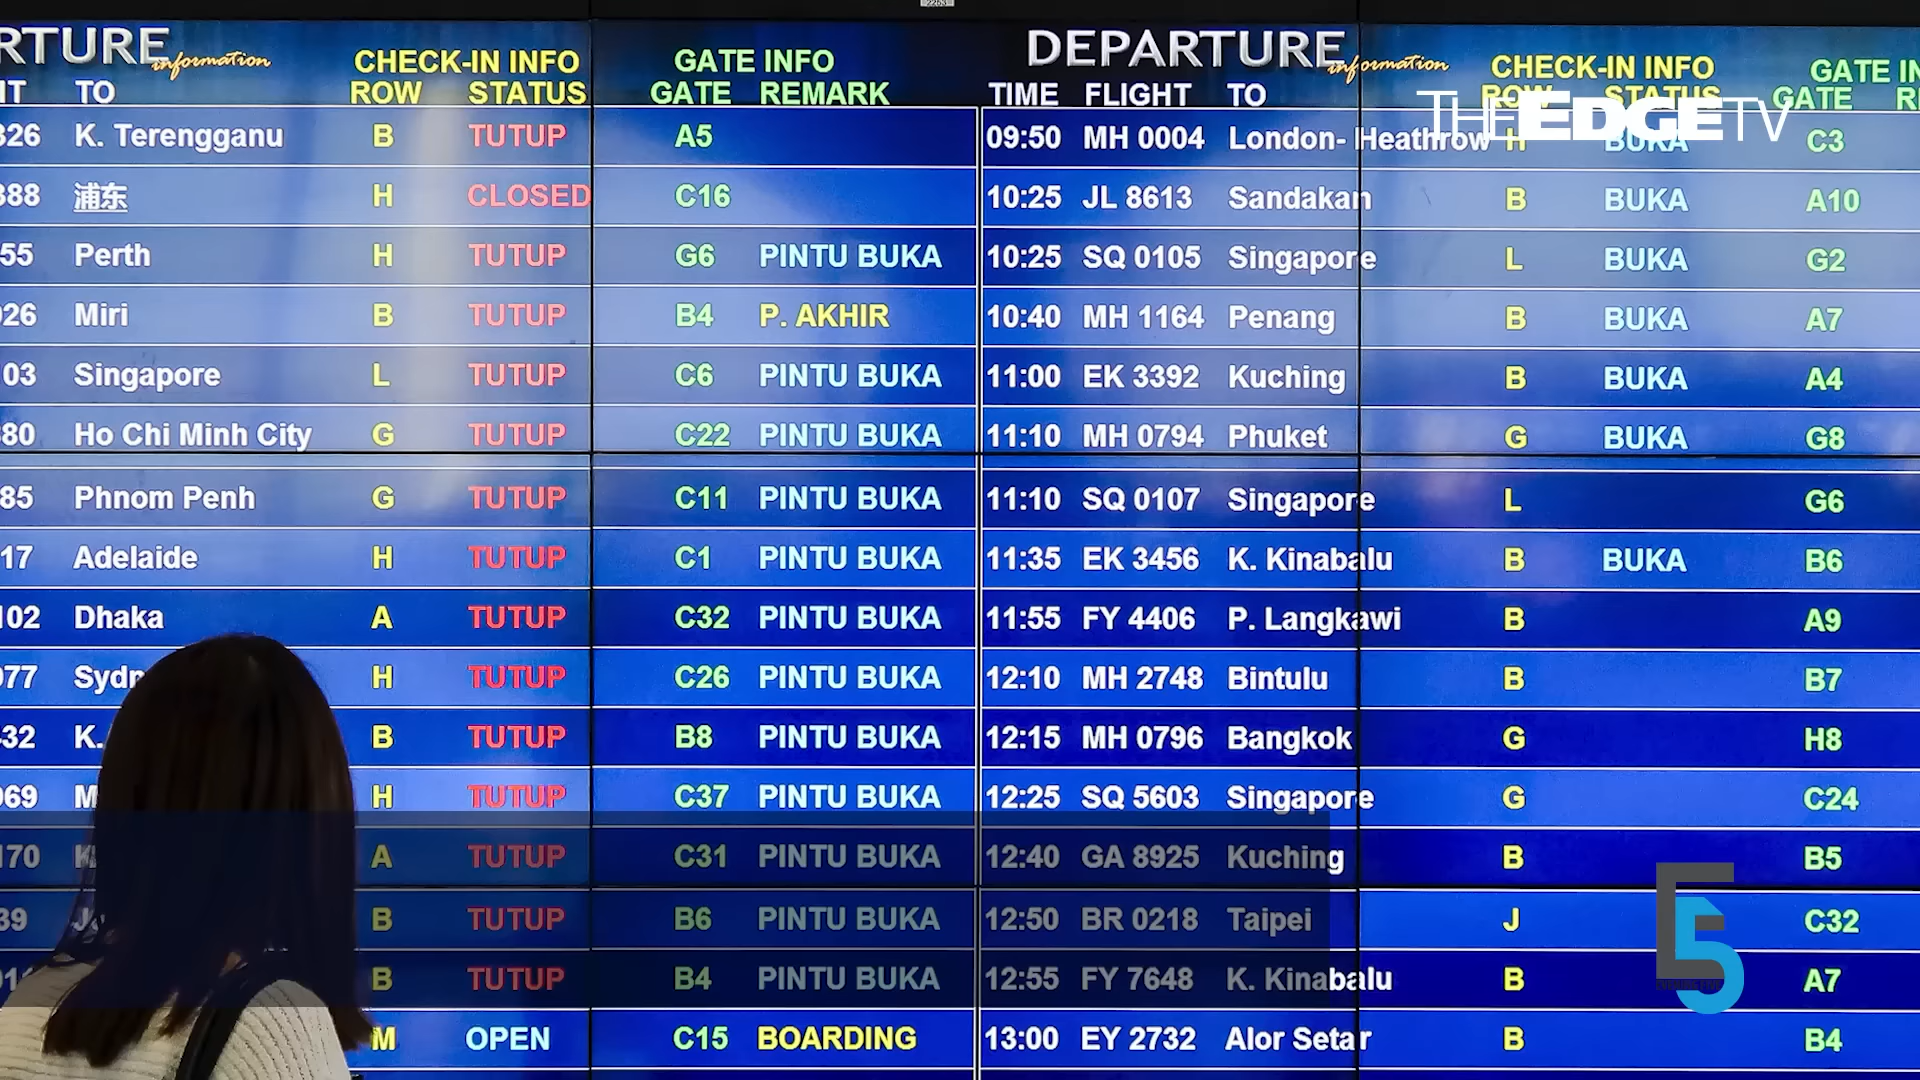 RTURE information CHECK-IN INFO GATE INFO
TO ROW STATUS GATE REMARK
326 K. Terengganu B TUTUP A5
388 浦东 H CLOSED C16
55 Perth H TUTUP G6 PINTU BUKA
026 Miri B TUTUP B4 P. AKHIR
03 Singapore L TUTUP C6 PINTU BUKA
80 Ho Chi Minh City G TUTUP C22 PINTU BUKA
85 Phnom Penh G TUTUP C11 PINTU BUKA
17 Adelaide H TUTUP C1 PINTU BUKA
102 Dhaka A TUTUP C32 PINTU BUKA
077 Sydn H TUTUP C26 PINTU BUKA
32 K. B TUTUP B8 PINTU BUKA
969 M H TUTUP C37 PINTU BUKA
170 K A TUTUP C31 PINTU BUKA
39 B TUTUP B6 PINTU BUKA
B TUTUP B4 PINTU BUKA
M OPEN C15 BOARDING
DEPARTURE information CHECK-IN INFO GATE IN
TIME FLIGHT TO ROW STATUS GATE
THE EDGE TV
09:50 MH 0004 London- Heathrow H BUKA C3
10:25 JL 8613 Sandakan B BUKA A10
10:25 SQ 0105 Singapore L BUKA G2
10:40 MH 1164 Penang B BUKA A7
11:00 EK 3392 Kuching B BUKA A4
11:10 MH 0794 Phuket G BUKA G8
11:10 SQ 0107 Singapore L G6
11:35 EK 3456 K. Kinabalu B BUKA B6
11:55 FY 4406 P. Langkawi B A9
12:10 MH 2748 Bintulu B B7
12:15 MH 0796 Bangkok G H8
12:25 SQ 5603 Singapore G C24
12:40 GA 8925 Kuching B B5
12:50 BR 0218 Taipei J C32
12:55 FY 7648 K. Kinabalu B A7
13:00 EY 2732 Alor Setar B B4
E5